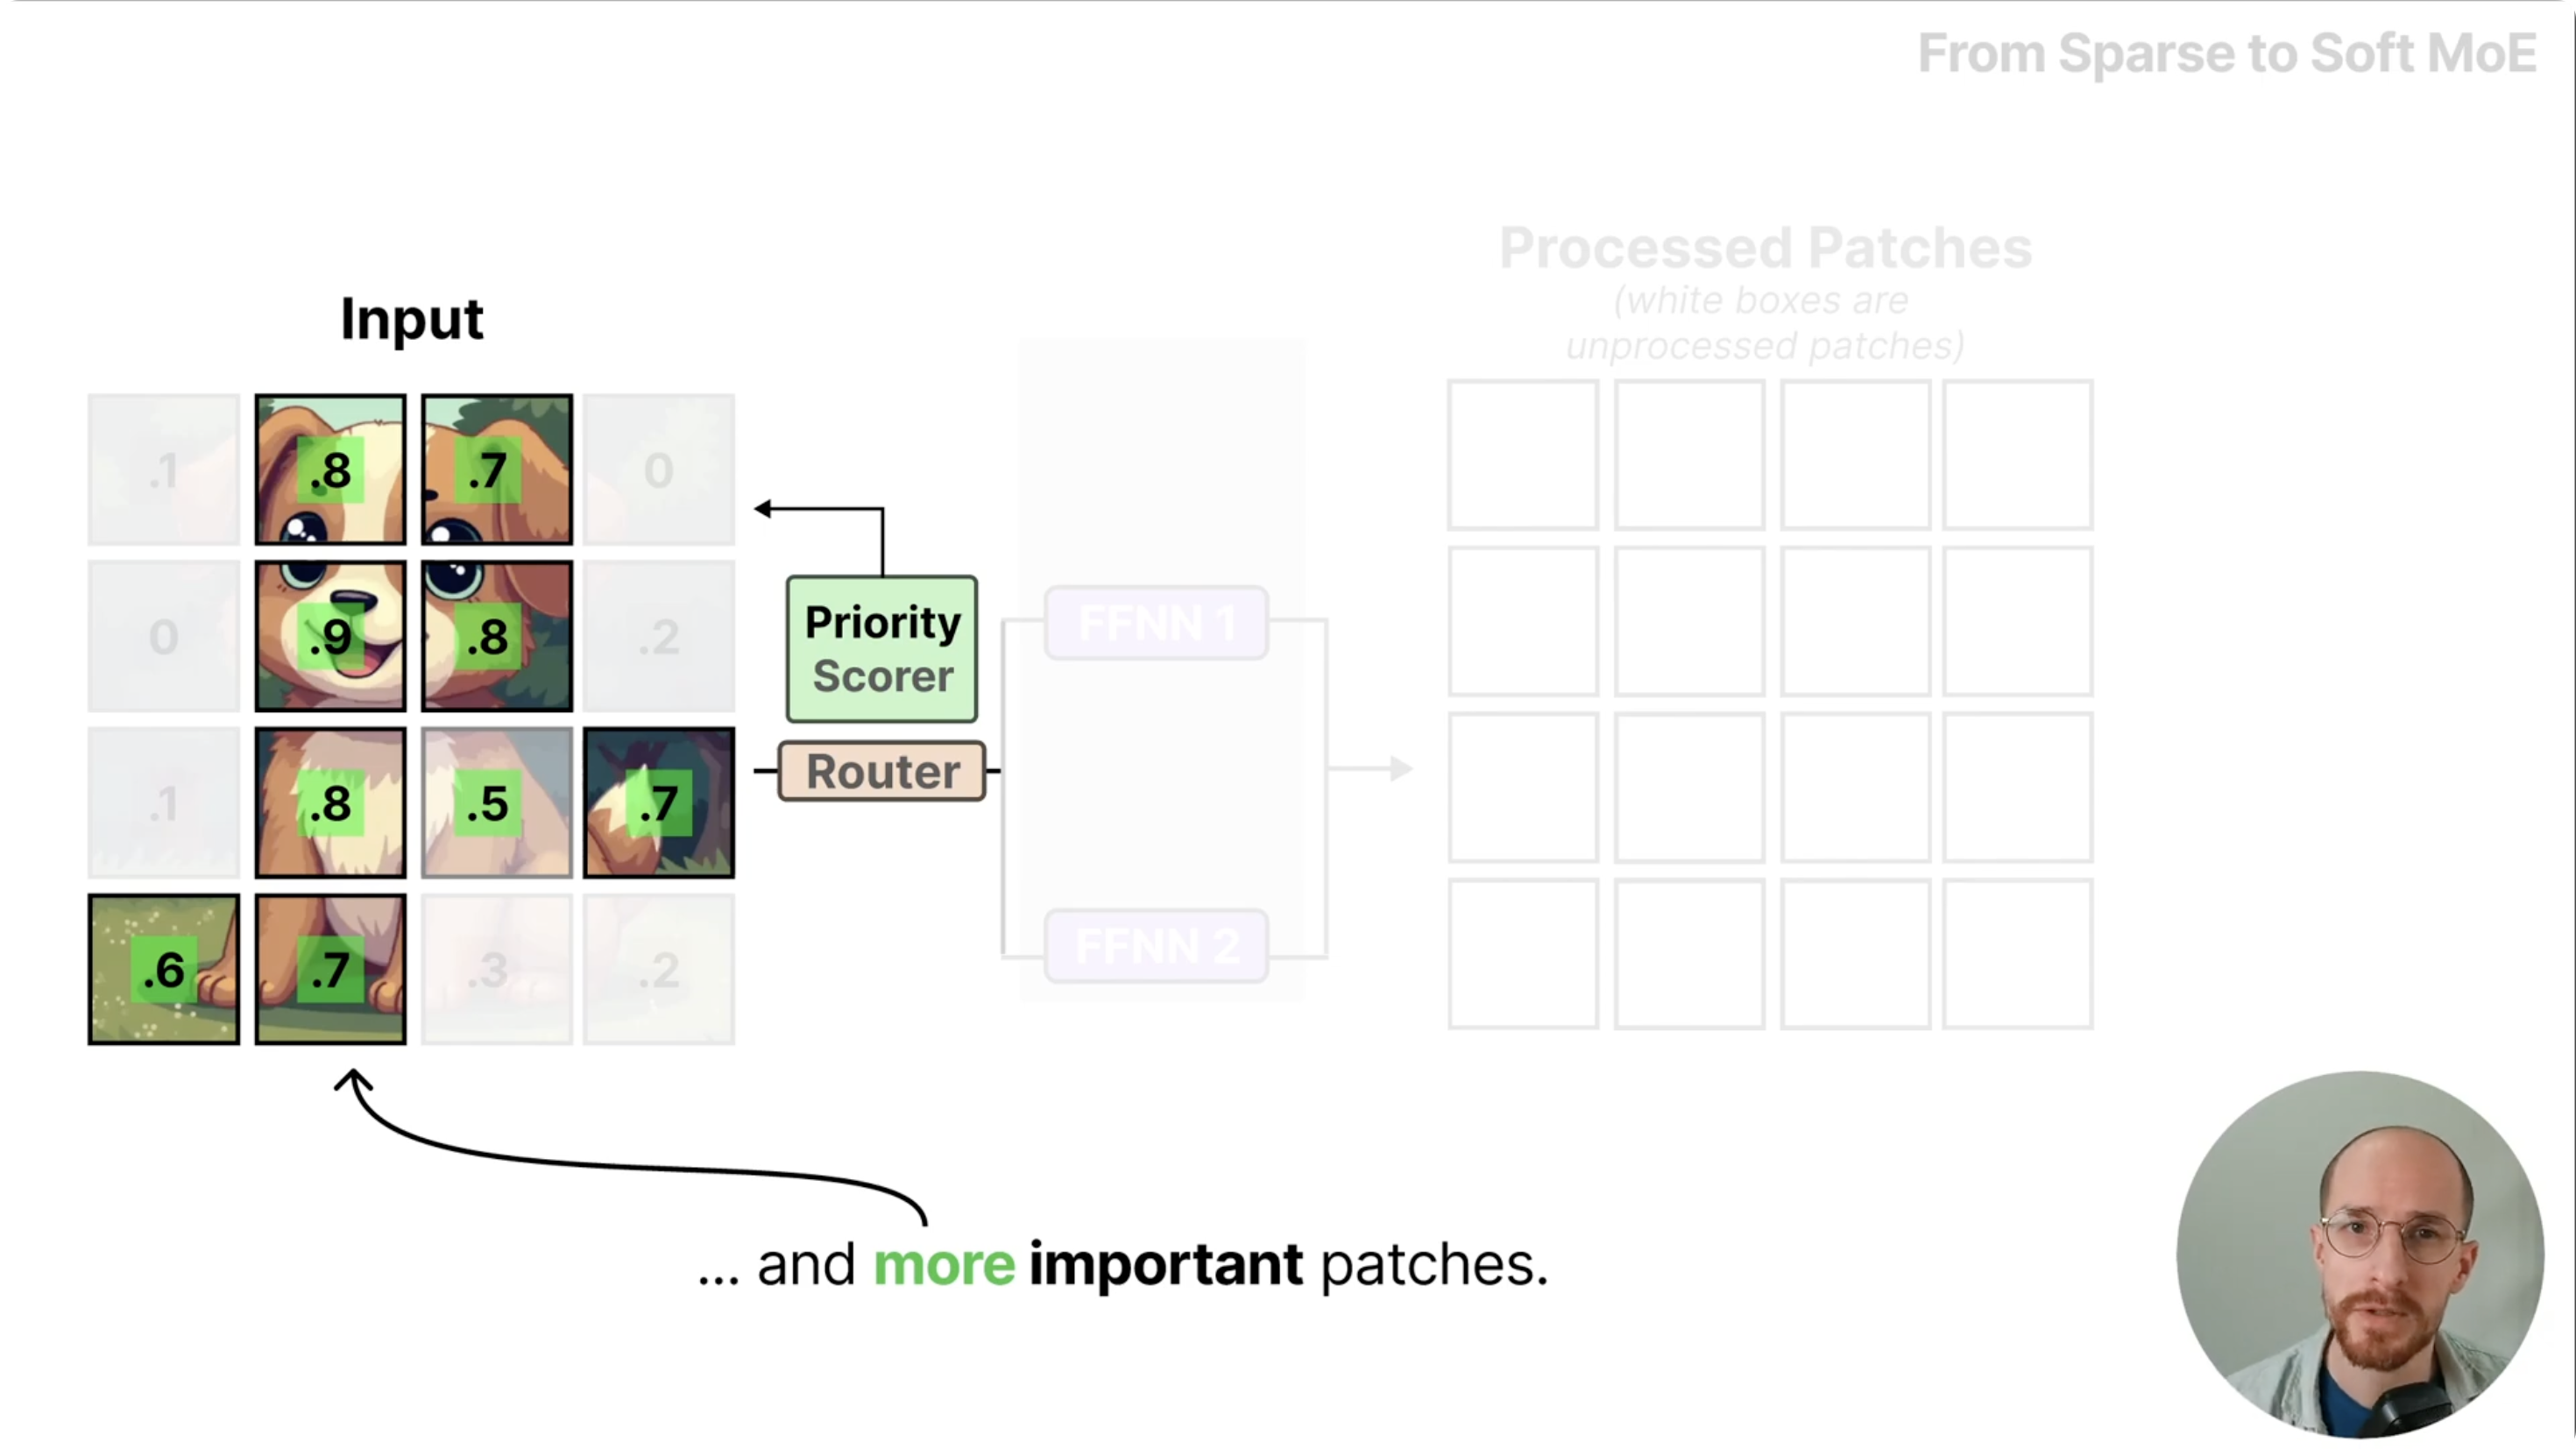 From Sparse to Soft MoE
Processed Patches
(white boxes are
unprocessed patches)
Input
.1 .8 .7 0
0 .9 .8 .2
.1 .8 .5 .7
.6 .7 .3 .2
Priority
Scorer
Router
FFNN 1
FFNN 2
... and more important patches.